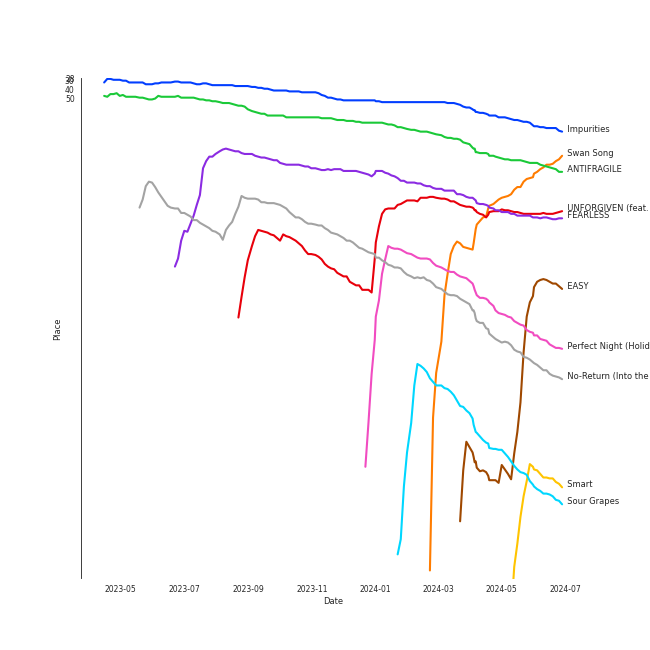 40
50
Impurities
Swan Song
ANTIFRAGILE
UNFORGIVEN (feat.
FEARLESS
EASY
Perfect Night (Holid
No-Return (Into the
Smart
Sour Grapes
Place
2023-05 2023-07 2023-09 2023-11 2024-01 2024-03 2024-05 2024-07
Date